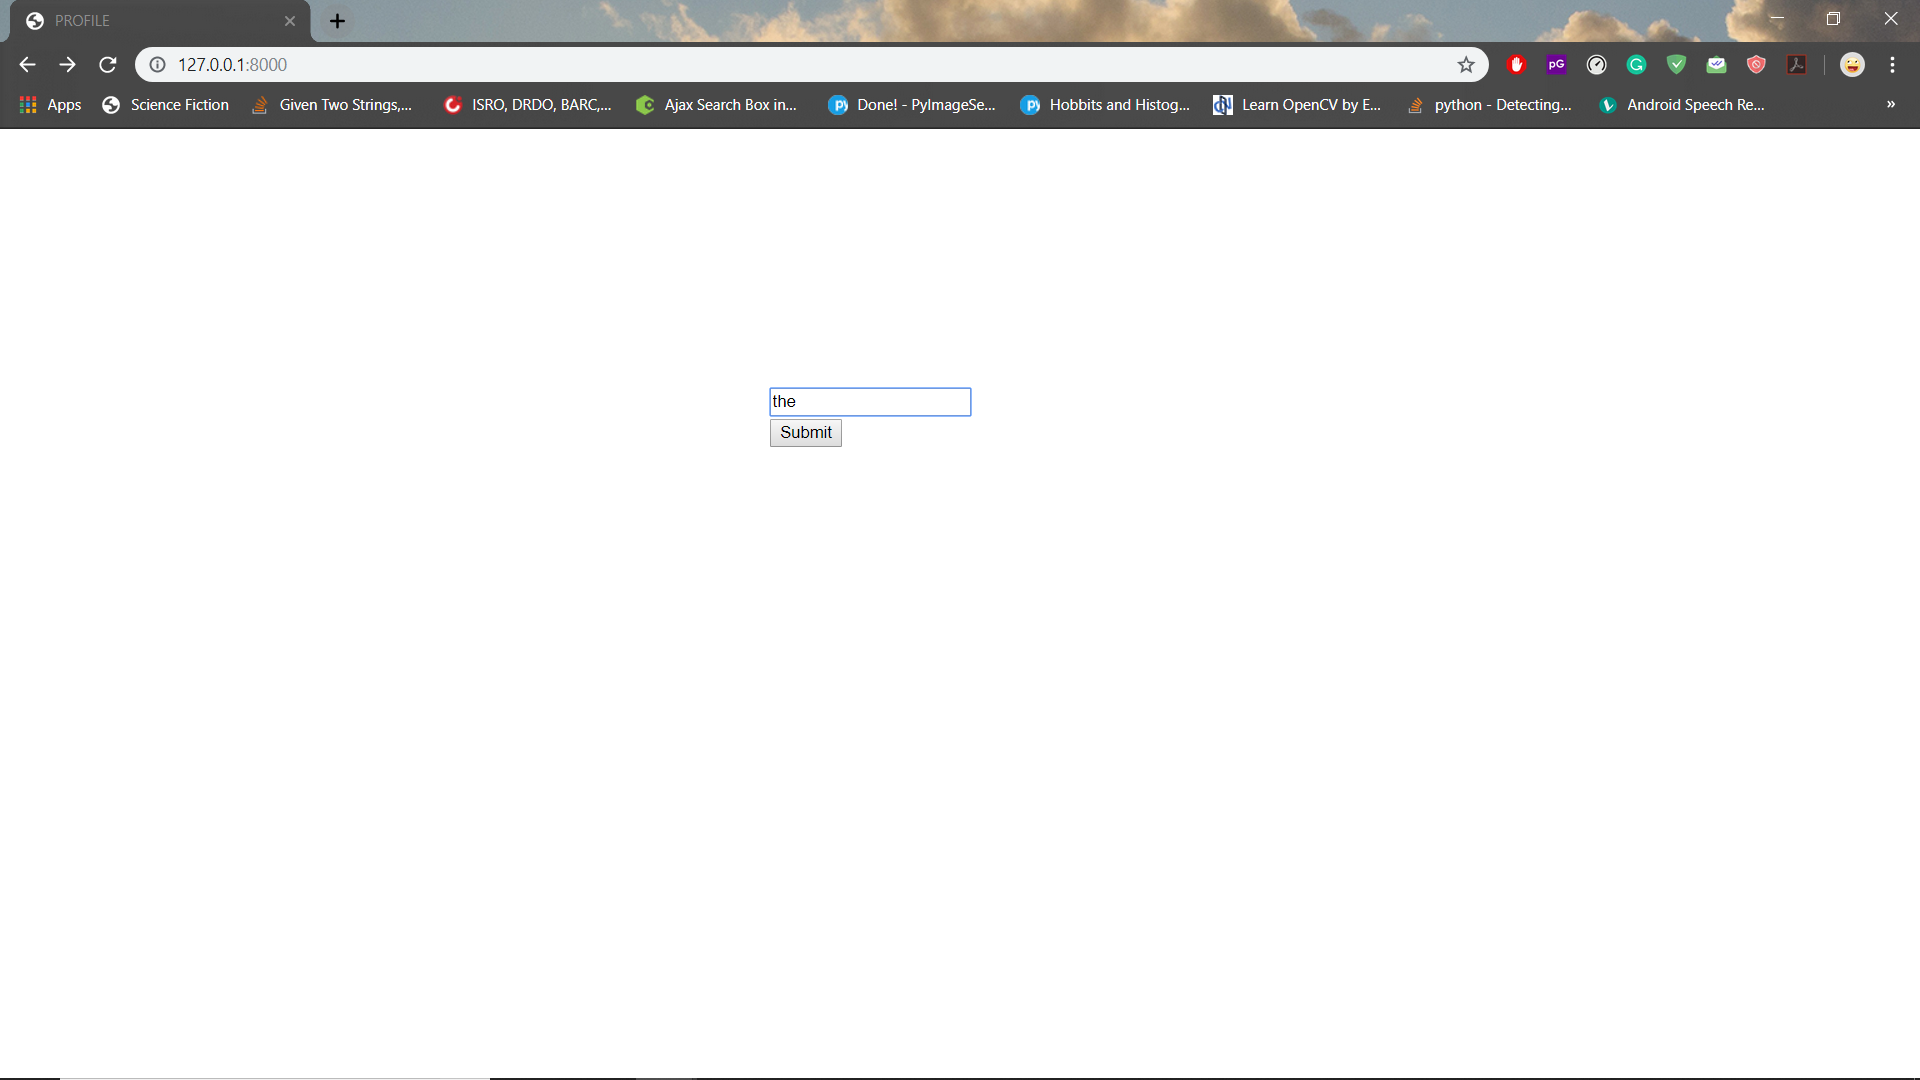 PROFILE
127.0.0.1:8000
pG
Apps
Science Fiction
Given Two Strings,...
ISRO, DRDO, BARC,...
Ajax Search Box in...
Done! - PyImageSe...
Hobbits and Histog...
Learn OpenCV by E...
python - Detecting...
Android Speech Re...
the
Submit